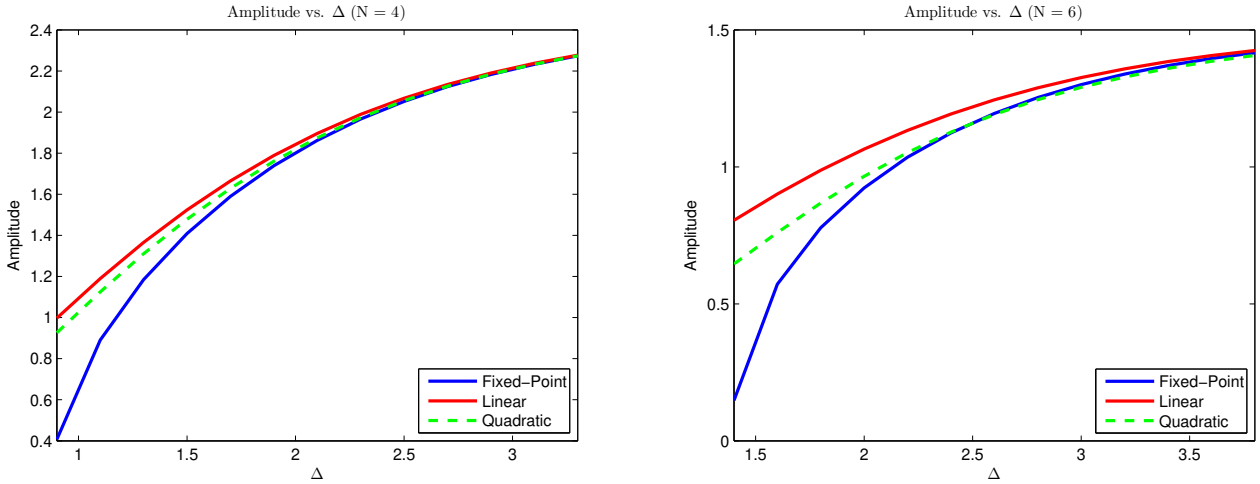 Amplitude vs. Δ (N = 4)
2.4
2.2
2
1.8
1.6
1.4
1.2
1
0.8
0.6
0.4
Amplitude
1
1.5
2
2.5
3
Δ
Fixed−Point
Linear
Quadratic
Amplitude vs. Δ (N = 6)
1.5
1
0.5
0
Amplitude
1.5
2
2.5
3
3.5
Δ
Fixed−Point
Linear
Quadratic